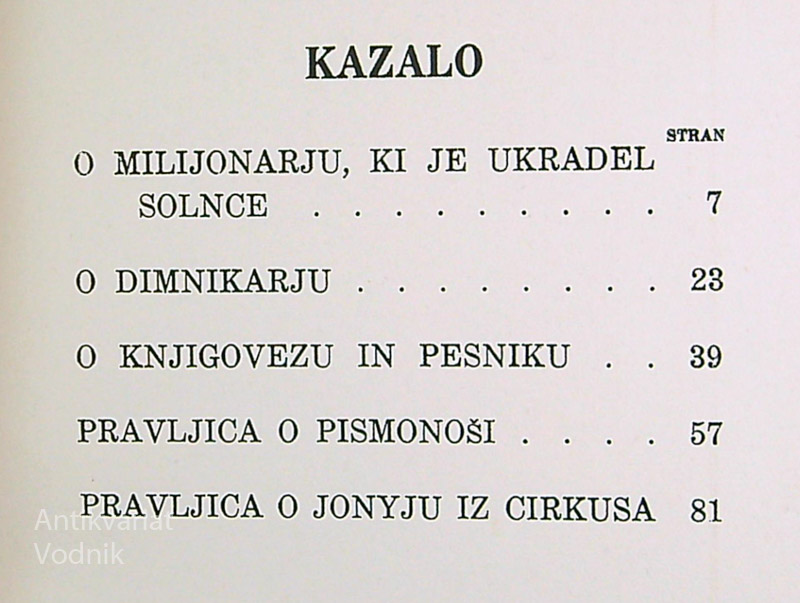 KAZALO
STRAN
O MILIJONARJU, KI JE UKRADEL
SOLNCE . . . . . . . . . 7
O DIMNIKARJU . . . . . . . . 23
O KNJIGOVEZU IN PESNIKU . . 39
PRAVLJICA O PISMONOŠI . . . . 57
PRAVLJICA O JONYJU IZ CIRKUSA 81
Antikvariat
Vodnik